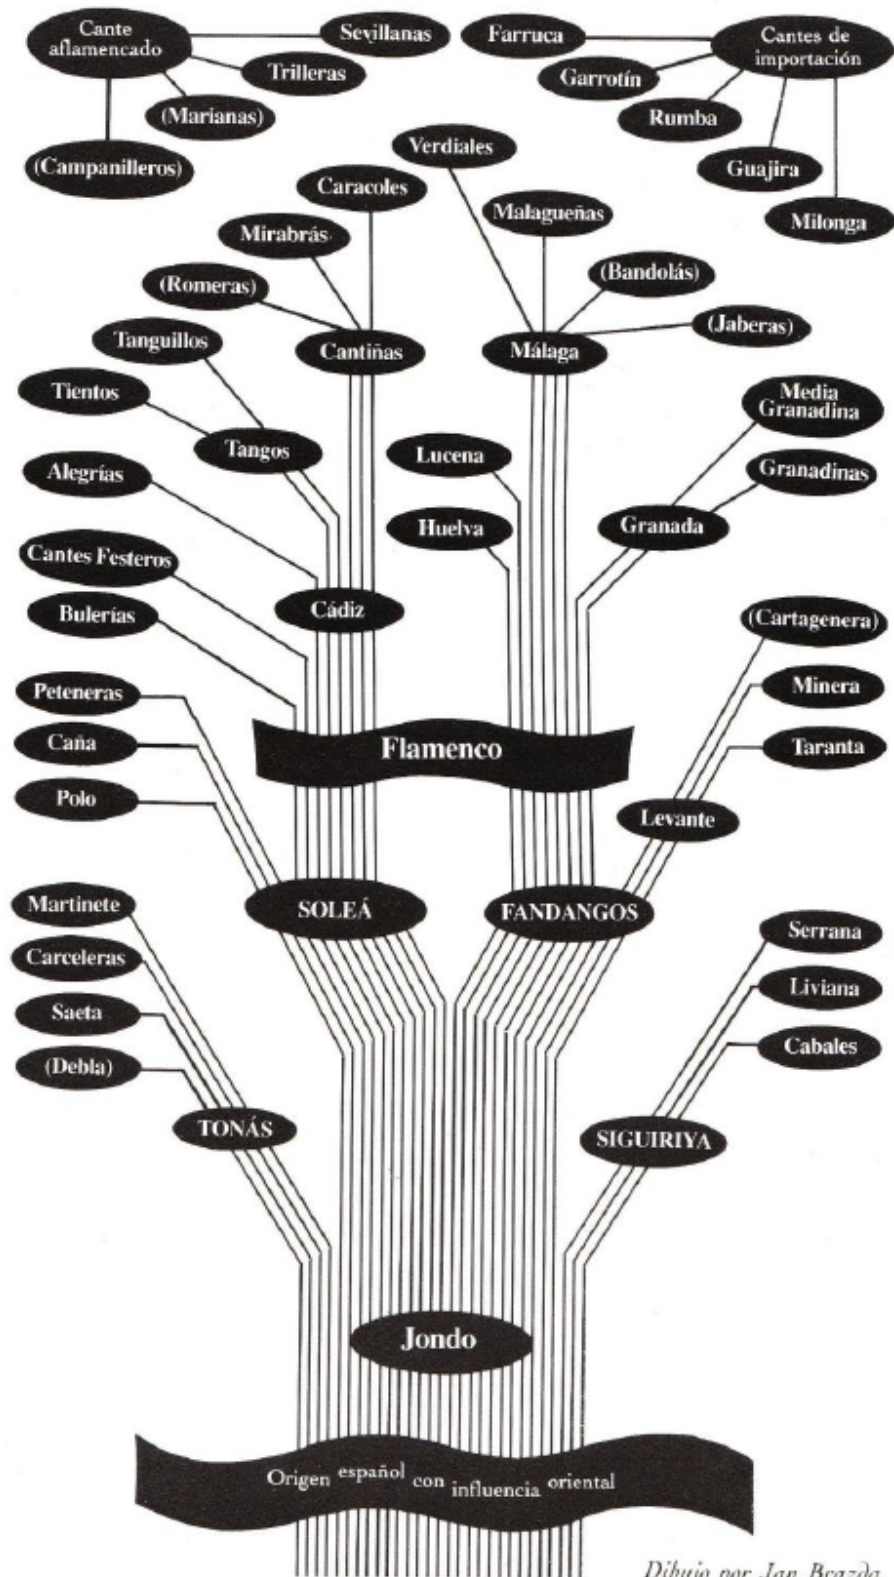 Cante
aflamencado
Sevillanas
Trilleras
(Marianas)
(Campanilleros)
Farruca
Cantes de
importación
Garrotín
Rumba
Guajira
Milonga
Verdiales
Caracoles
Malagueñas
Mirabrás
(Bandolás)
(Romeras)
(Jaberas)
Tanguillos
Cantiñas
Málaga
Tientos
Media
Granadina
Tangos
Lucena
Alegrías
Granadinas
Huelva
Granada
Cantes Festeros
Cádiz
Bulerías
(Cartagenera)
Peteneras
Minera
Caña
Flamenco
Taranta
Polo
Levante
Martinete
SOLEÁ
FANDANGOS
Serrana
Carceleras
Liviana
Saeta
Cabales
(Debla)
TONÁS
SIGUIRIYA
Jondo
Origen español con influencia oriental
Dibujo por Jan Brazda